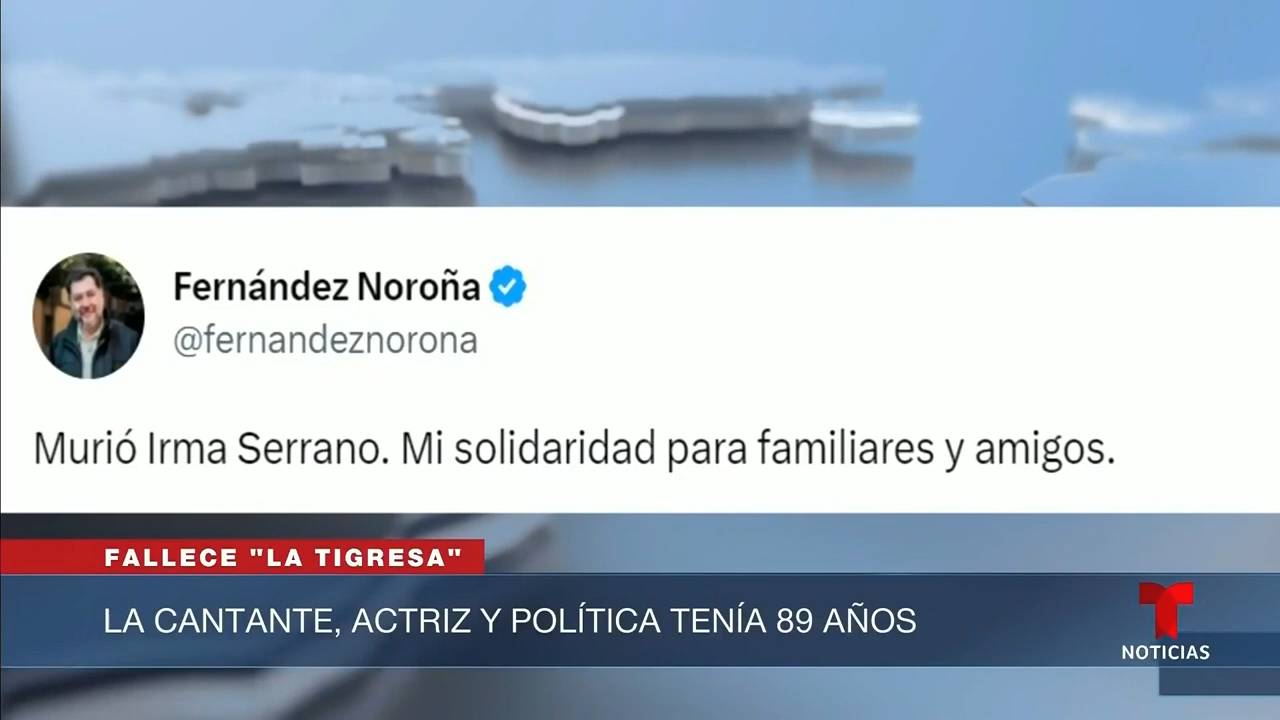 Fernández Noroña
@fernandeznorona
Murió Irma Serrano. Mi solidaridad para familiares y amigos.
FALLECE "LA TIGRESA"
LA CANTANTE, ACTRIZ Y POLÍTICA TENÍA 89 AÑOS
NOTICIAS